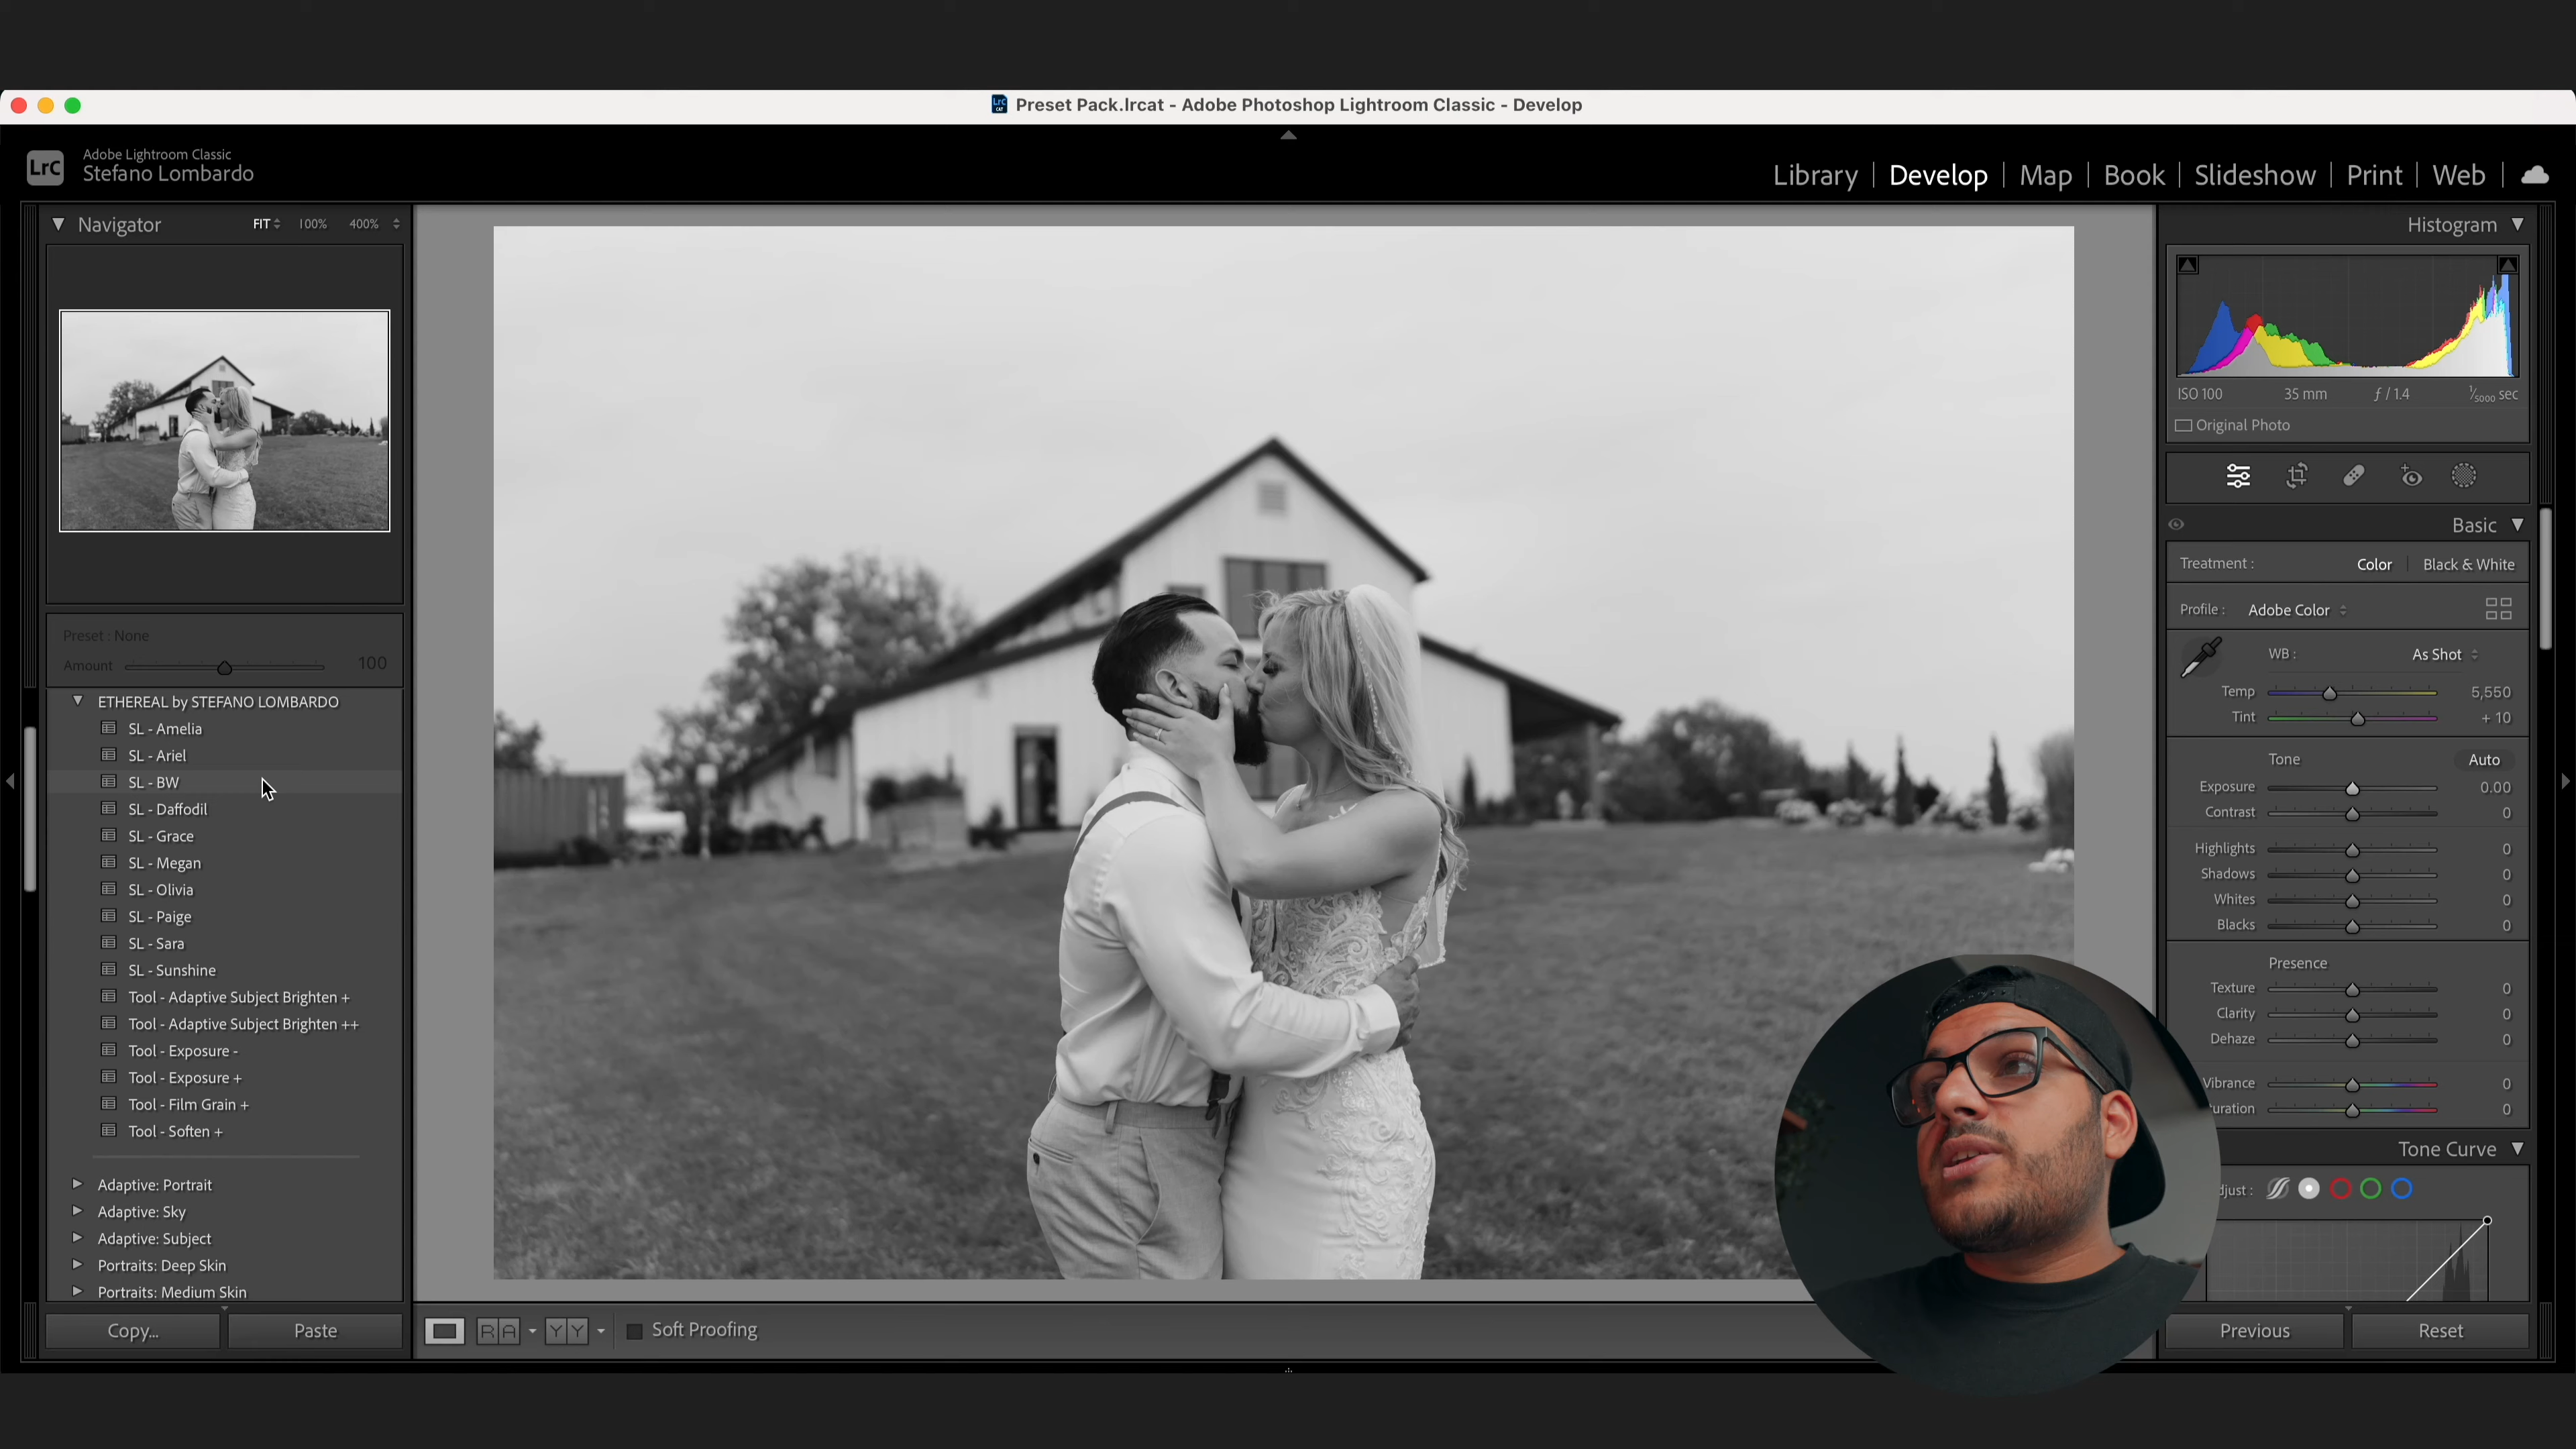 Preset Pack.lrcat - Adobe Photoshop Lightroom Classic - Develop
LrC
Adobe Lightroom Classic
Stefano Lombardo
Library | Develop | Map | Book | Slideshow | Print | Web
Navigator
FIT 100% 400%
Preset : None
Amount 100
ETHEREAL by STEFANO LOMBARDO
SL - Amelia
SL - Ariel
SL - BW
SL - Daffodil
SL - Grace
SL - Megan
SL - Olivia
SL - Paige
SL - Sara
SL - Sunshine
Tool - Adaptive Subject Brighten +
Tool - Adaptive Subject Brighten ++
Tool - Exposure -
Tool - Exposure +
Tool - Film Grain +
Tool - Soften +
Adaptive: Portrait
Adaptive: Sky
Adaptive: Subject
Portraits: Deep Skin
Portraits: Medium Skin
Copy... Paste
R A Y Y Soft Proofing
Histogram
ISO 100 35 mm ƒ / 1.4 1/5000 sec
Original Photo
Basic
Treatment : Color Black & White
Profile : Adobe Color
WB : As Shot
Temp 5,550
Tint + 10
Tone Auto
Exposure 0.00
Contrast 0
Highlights 0
Shadows 0
Whites 0
Blacks 0
Presence
Texture 0
Clarity 0
Dehaze 0
Vibrance 0
uration 0
Tone Curve
djust :
Previous Reset